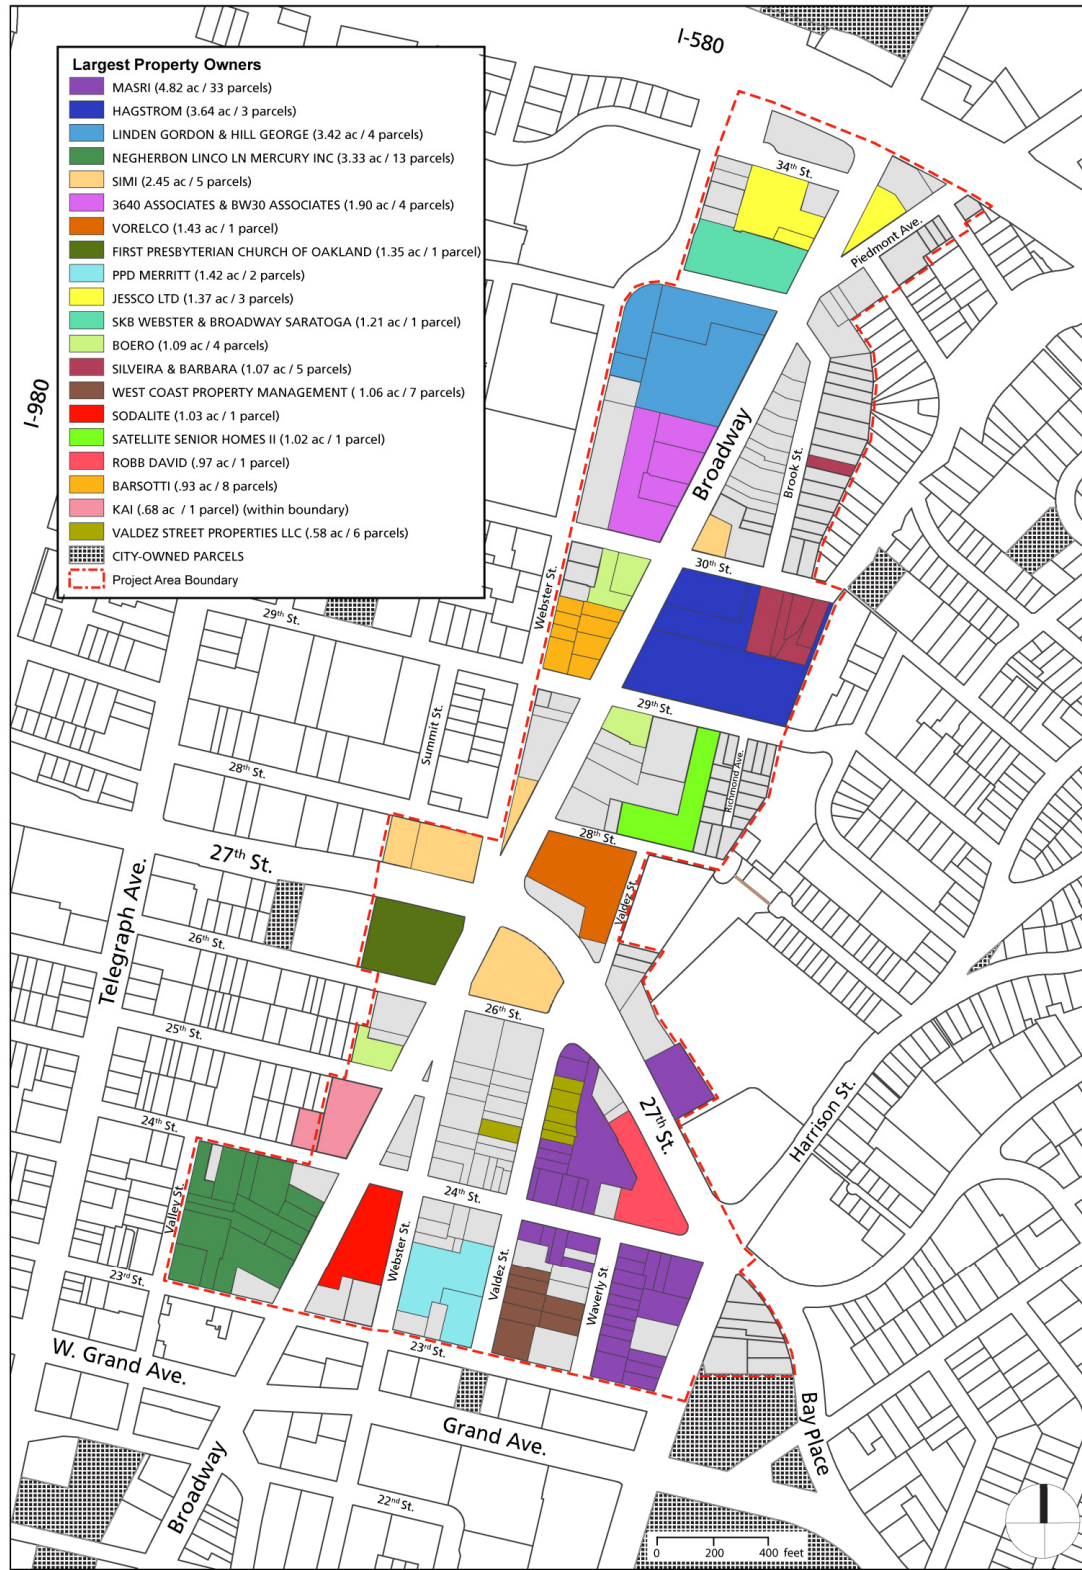 I-580
Largest Property Owners
MASRI (4.82 ac / 33 parcels)
HAGSTROM (3.64 ac / 3 parcels)
LINDEN GORDON & HILL GEORGE (3.42 ac / 4 parcels)
NEGHERBON LINCO LN MERCURY INC (3.33 ac / 13 parcels)
SIMI (2.45 ac / 5 parcels)
3640 ASSOCIATES & BW30 ASSOCIATES (1.90 ac / 4 parcels)
VORELCO (1.43 ac / 1 parcel)
FIRST PRESBYTERIAN CHURCH OF OAKLAND (1.35 ac / 1 parcel)
PPD MERRITT (1.42 ac / 2 parcels)
JESSCO LTD (1.37 ac / 3 parcels)
SKB WEBSTER & BROADWAY SARATOGA (1.21 ac / 1 parcel)
BOERO (1.09 ac / 4 parcels)
SILVEIRA & BARBARA (1.07 ac / 5 parcels)
WEST COAST PROPERTY MANAGEMENT ( 1.06 ac / 7 parcels)
SODALITE (1.03 ac / 1 parcel)
SATELLITE SENIOR HOMES II (1.02 ac / 1 parcel)
ROBB DAVID (.97 ac / 1 parcel)
BARSOTTI (.93 ac / 8 parcels)
KAI (.68 ac / 1 parcel) (within boundary)
VALDEZ STREET PROPERTIES LLC (.58 ac / 6 parcels)
CITY-OWNED PARCELS
Project Area Boundary
34th St.
Piedmont Ave.
I-980
Broadway
Brook St.
30th St.
Webster St.
29th St.
29th St.
Summit St.
Richmond Ave.
28th St.
28th St.
27th St.
Valdez St.
Telegraph Ave.
26th St.
26th St.
25th St.
27th St.
Harrison St.
24th St.
24th St.
Valley St.
Webster St.
Valdez St.
Waverly St.
23rd St.
23rd St.
W. Grand Ave.
Grand Ave.
Bay Place
Broadway
22nd St.
0 200 400 feet